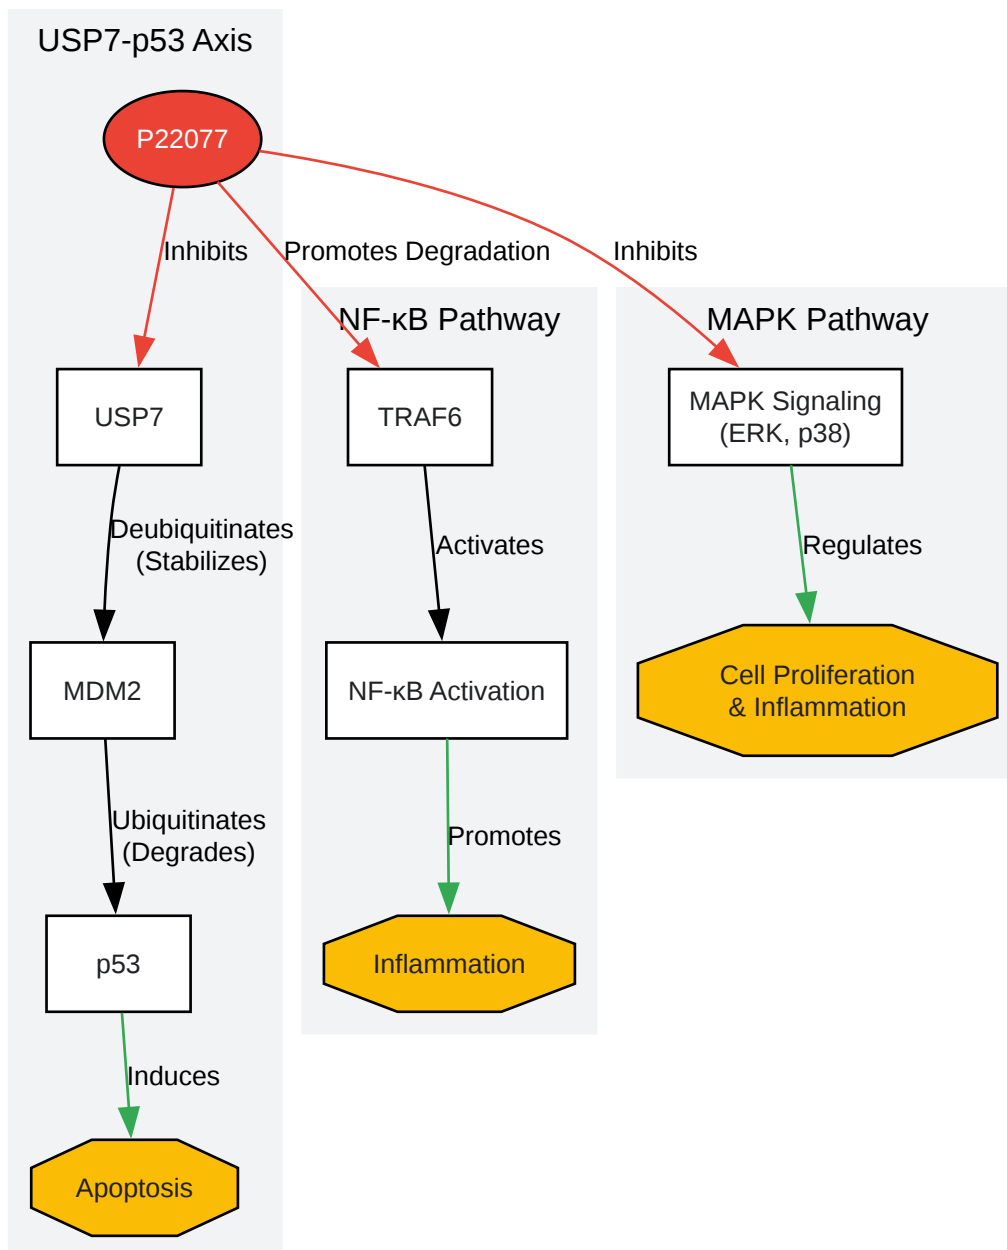 USP7-p53 Axis
P22077
Inhibits
Promotes Degradation
Inhibits
NF-κB Pathway
MAPK Pathway
USP7
TRAF6
MAPK Signaling
(ERK, p38)
Deubiquitinates
(Stabilizes)
Activates
Regulates
MDM2
NF-κB Activation
Cell Proliferation
& Inflammation
Ubiquitinates
(Degrades)
Promotes
p53
Inflammation
Induces
Apoptosis